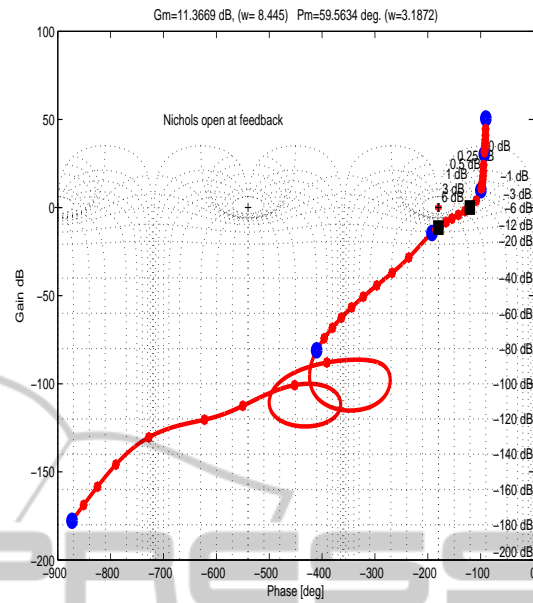 Gm=11.3669 dB, (w= 8.445) Pm=59.5634 deg. (w=3.1872)
100
50
0
−50
−100
−150
−200
Gain dB
Nichols open at feedback
0 dB
0.25 dB
0.5 dB
1 dB
3 dB
6 dB
−1 dB
−3 dB
−6 dB
−12 dB
−20 dB
−40 dB
−60 dB
−80 dB
−100 dB
−120 dB
−140 dB
−160 dB
−180 dB
−200 dB
−900 −800 −700 −600 −500 −400 −300 −200 −100 0
Phase [deg]